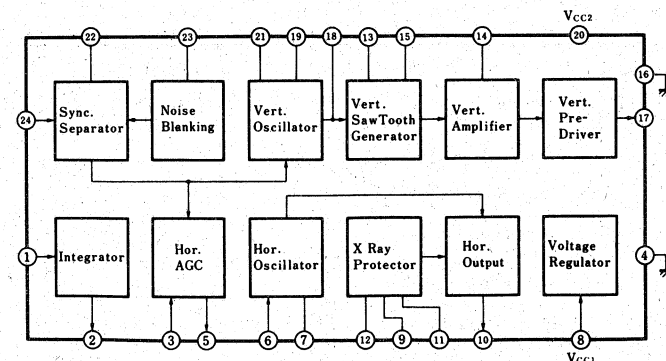 VCC2
22
23
21
19
18
13
15
14
20
16
24
Sync.
Separator
Noise
Blanking
Vert.
Oscillator
Vert.
SawTooth
Generator
Vert.
Amplifier
Vert.
Pre-
Driver
17
1
Integrator
Hor.
AGC
Hor.
Oscillator
X Ray
Protector
Hor.
Output
Voltage
Regulator
4
2
3
5
6
7
12
9
11
10
8
VCC1